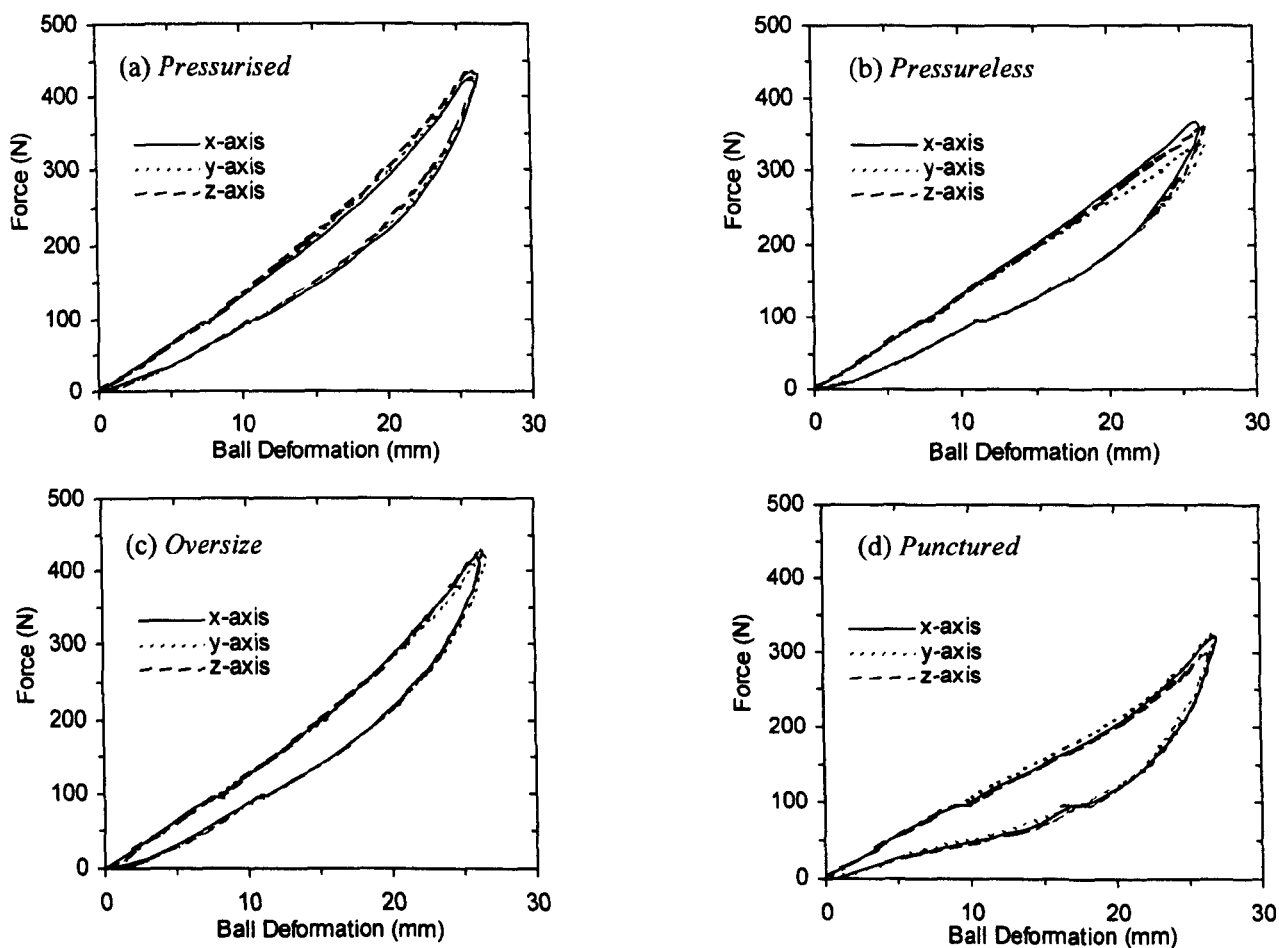 (a) Pressurised
x-axis
y-axis
z-axis
Force (N)
500
400
300
200
100
0
0 10 20 30
Ball Deformation (mm)
(b) Pressureless
x-axis
y-axis
z-axis
Force (N)
500
400
300
200
100
0
0 10 20 30
Ball Deformation (mm)
(c) Oversize
x-axis
y-axis
z-axis
Force (N)
500
400
300
200
100
0
0 10 20 30
Ball Deformation (mm)
(d) Punctured
x-axis
y-axis
z-axis
Force (N)
500
400
300
200
100
0
0 10 20 30
Ball Deformation (mm)